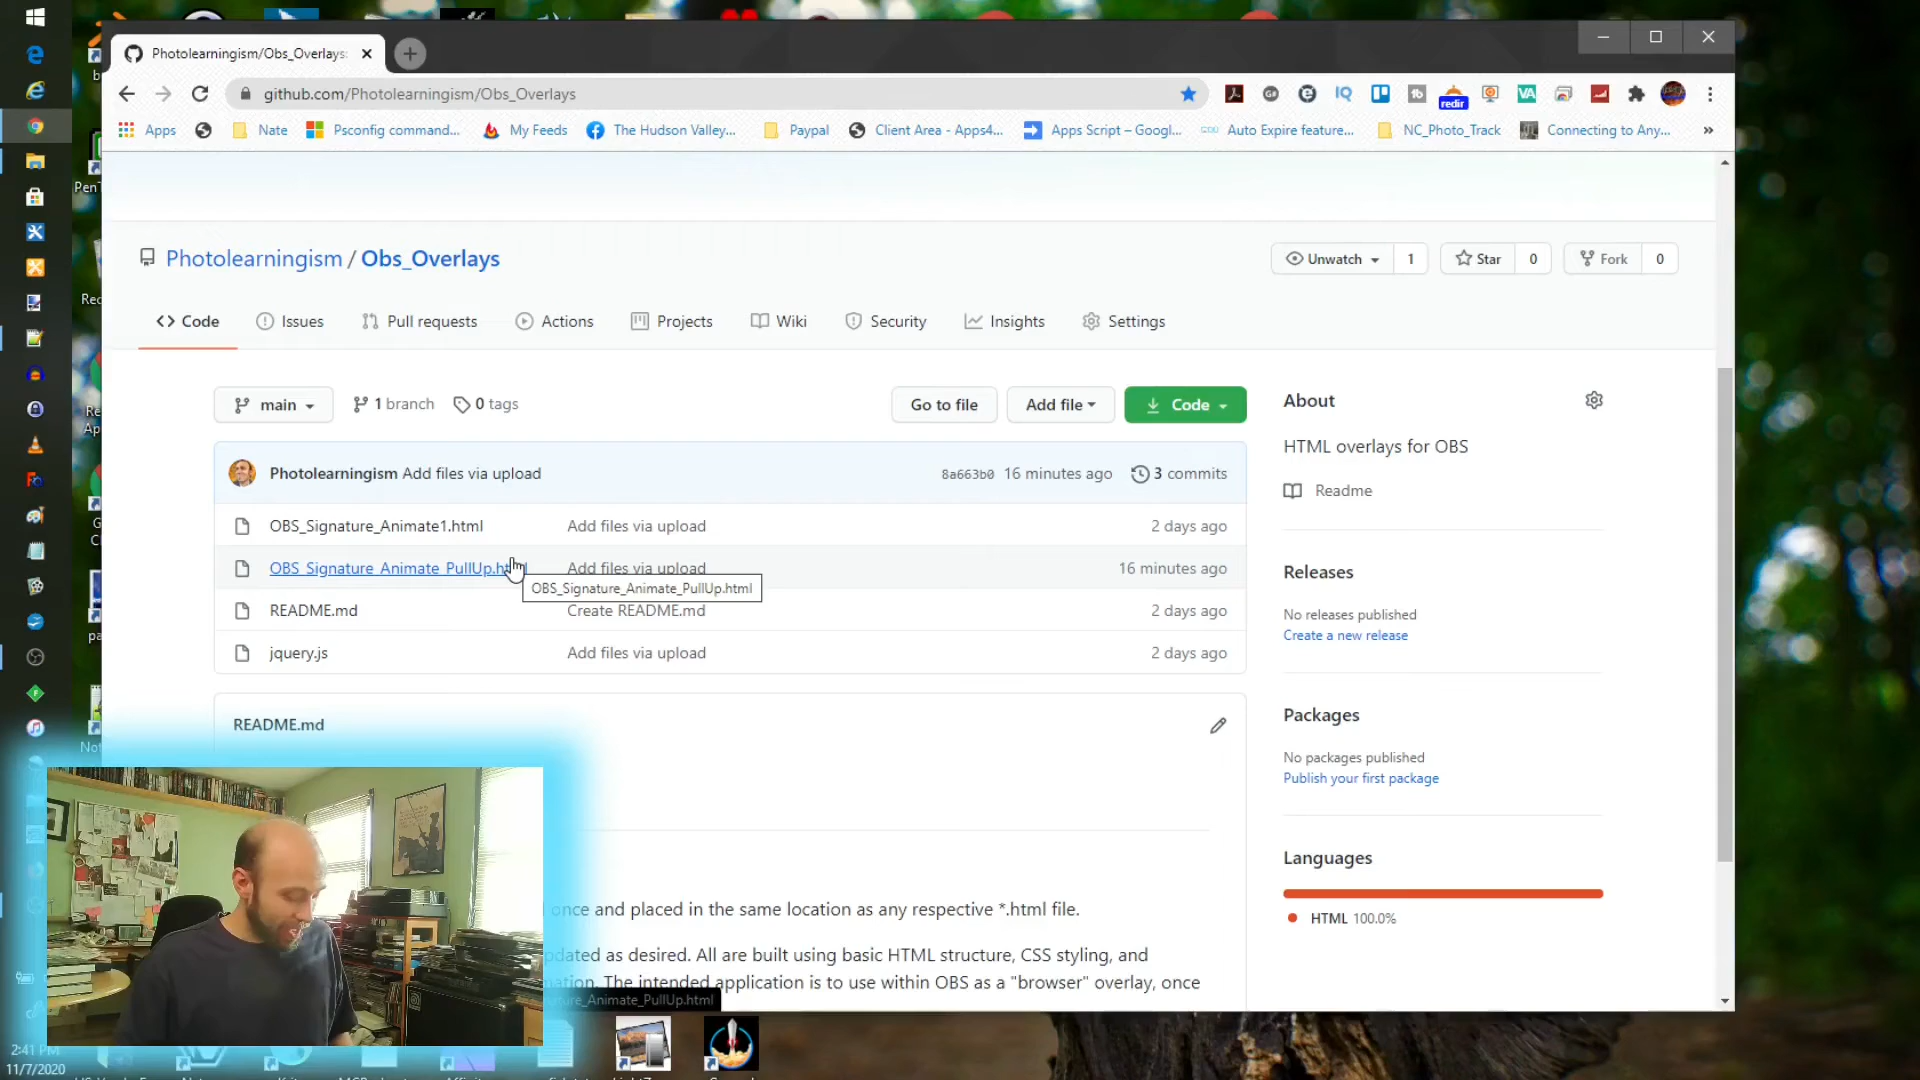 Photolearningism/Obs_Overlays:
github.com/Photolearningism/Obs_Overlays
redir
Apps
Nate
Psconfig command...
My Feeds
The Hudson Valley...
Paypal
Client Area - Apps4...
Apps Script – Googl...
Auto Expire feature...
NC_Photo_Track
Connecting to Any...
»
Photolearningism / Obs_Overlays
Unwatch 1
Star 0
Fork 0
Code
Issues
Pull requests
Actions
Projects
Wiki
Security
Insights
Settings
main
1 branch
0 tags
Go to file
Add file
Code
Photolearningism Add files via upload 8a663b0 16 minutes ago 3 commits
OBS_Signature_Animate1.html Add files via upload 2 days ago
OBS_Signature_Animate_PullUp.html Add files via upload 16 minutes ago
OBS_Signature_Animate_PullUp.html
README.md Create README.md 2 days ago
jquery.js Add files via upload 2 days ago
README.md
once and placed in the same location as any respective *.html file.
dated as desired. All are built using basic HTML structure, CSS styling, and
The intended application is to use within OBS as a "browser" overlay, once
Animate_PullUp.html
About
HTML overlays for OBS
Readme
Releases
No releases published
Create a new release
Packages
No packages published
Publish your first package
Languages
HTML 100.0%
2:41 PM
11/7/2020